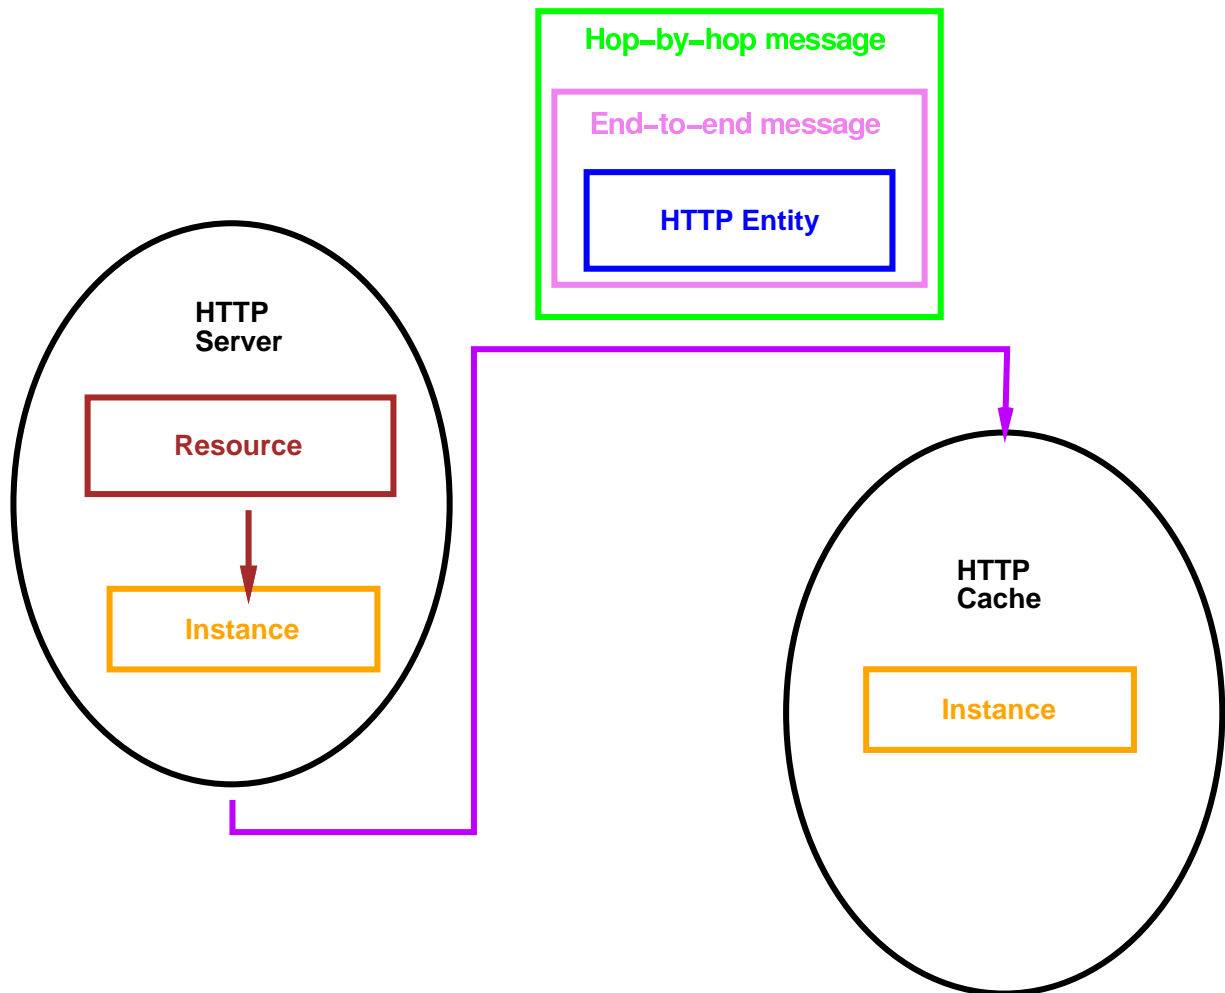 Hop-by-hop message
End-to-end message
HTTP Entity
HTTP
Server
Resource
Instance
HTTP
Cache
Instance